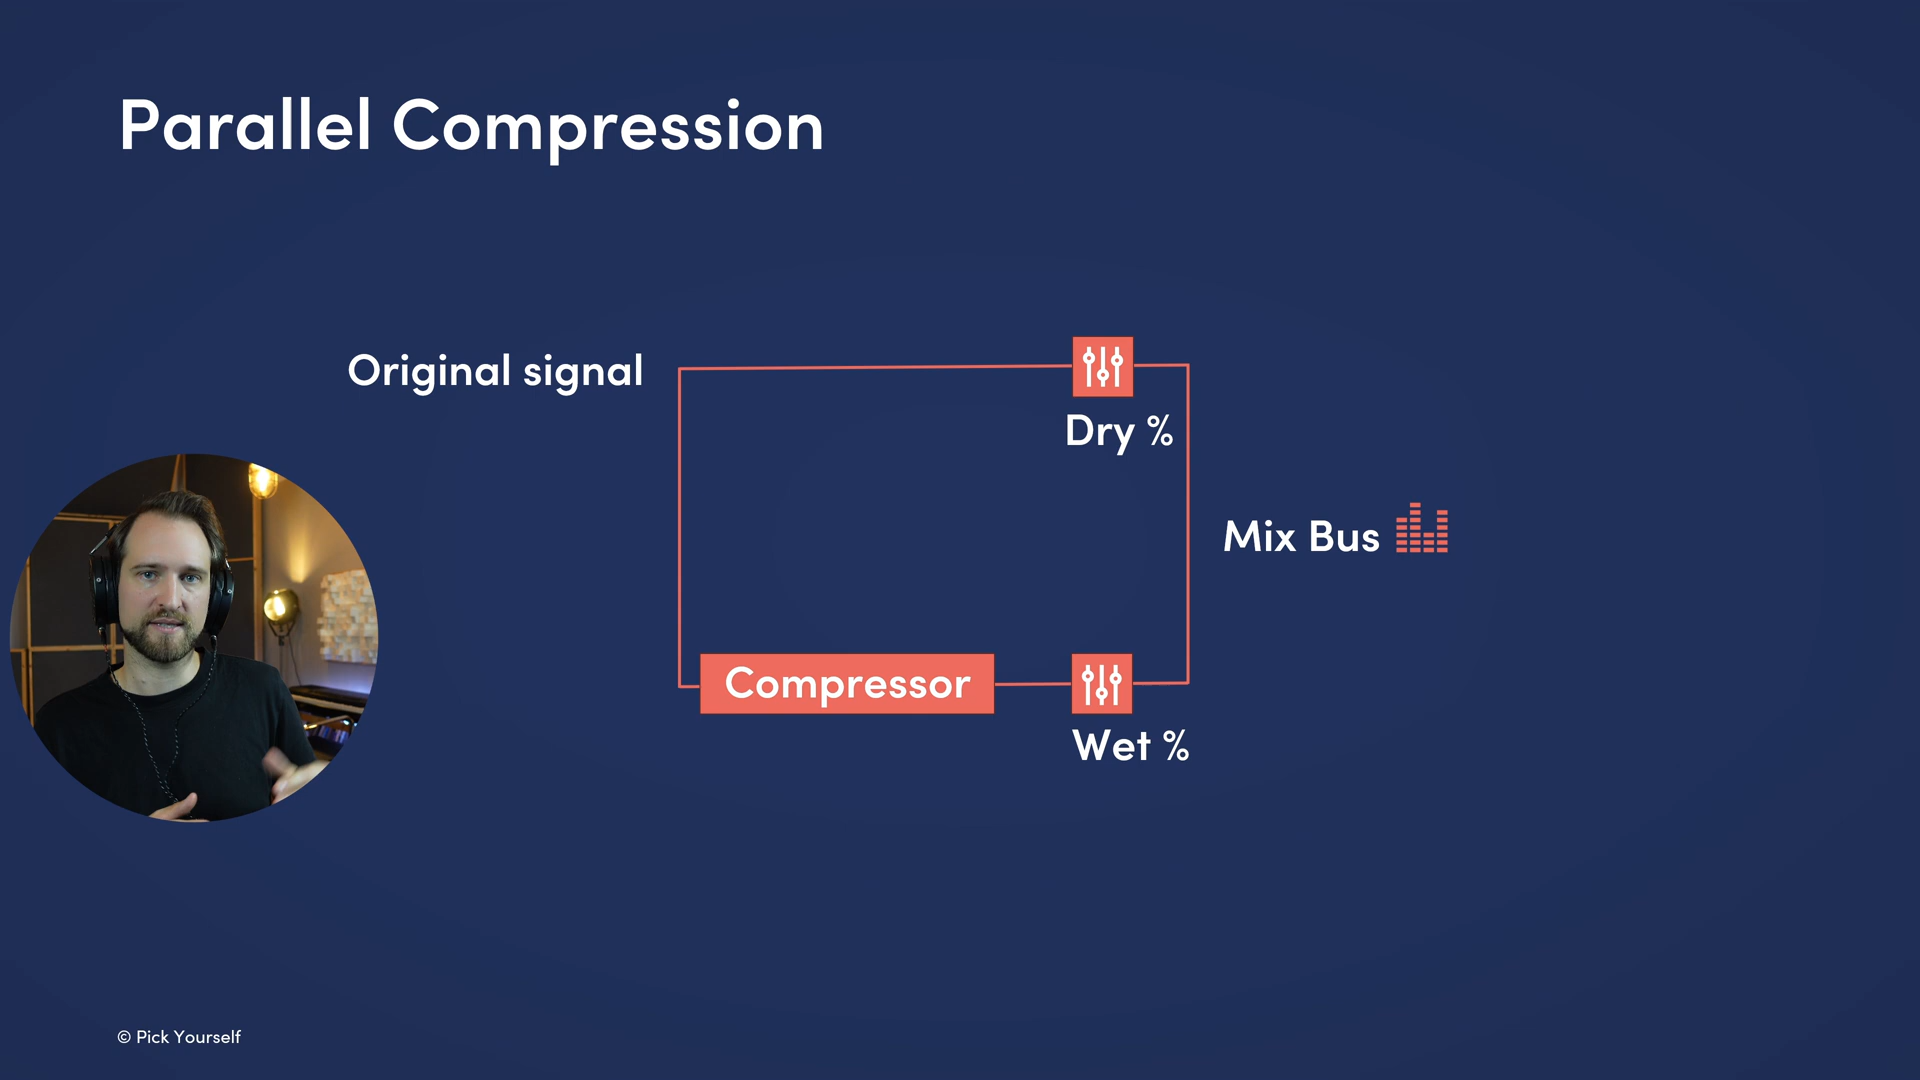 Parallel Compression
Original signal
Dry %
Mix Bus
Compressor
Wet %
© Pick Yourself